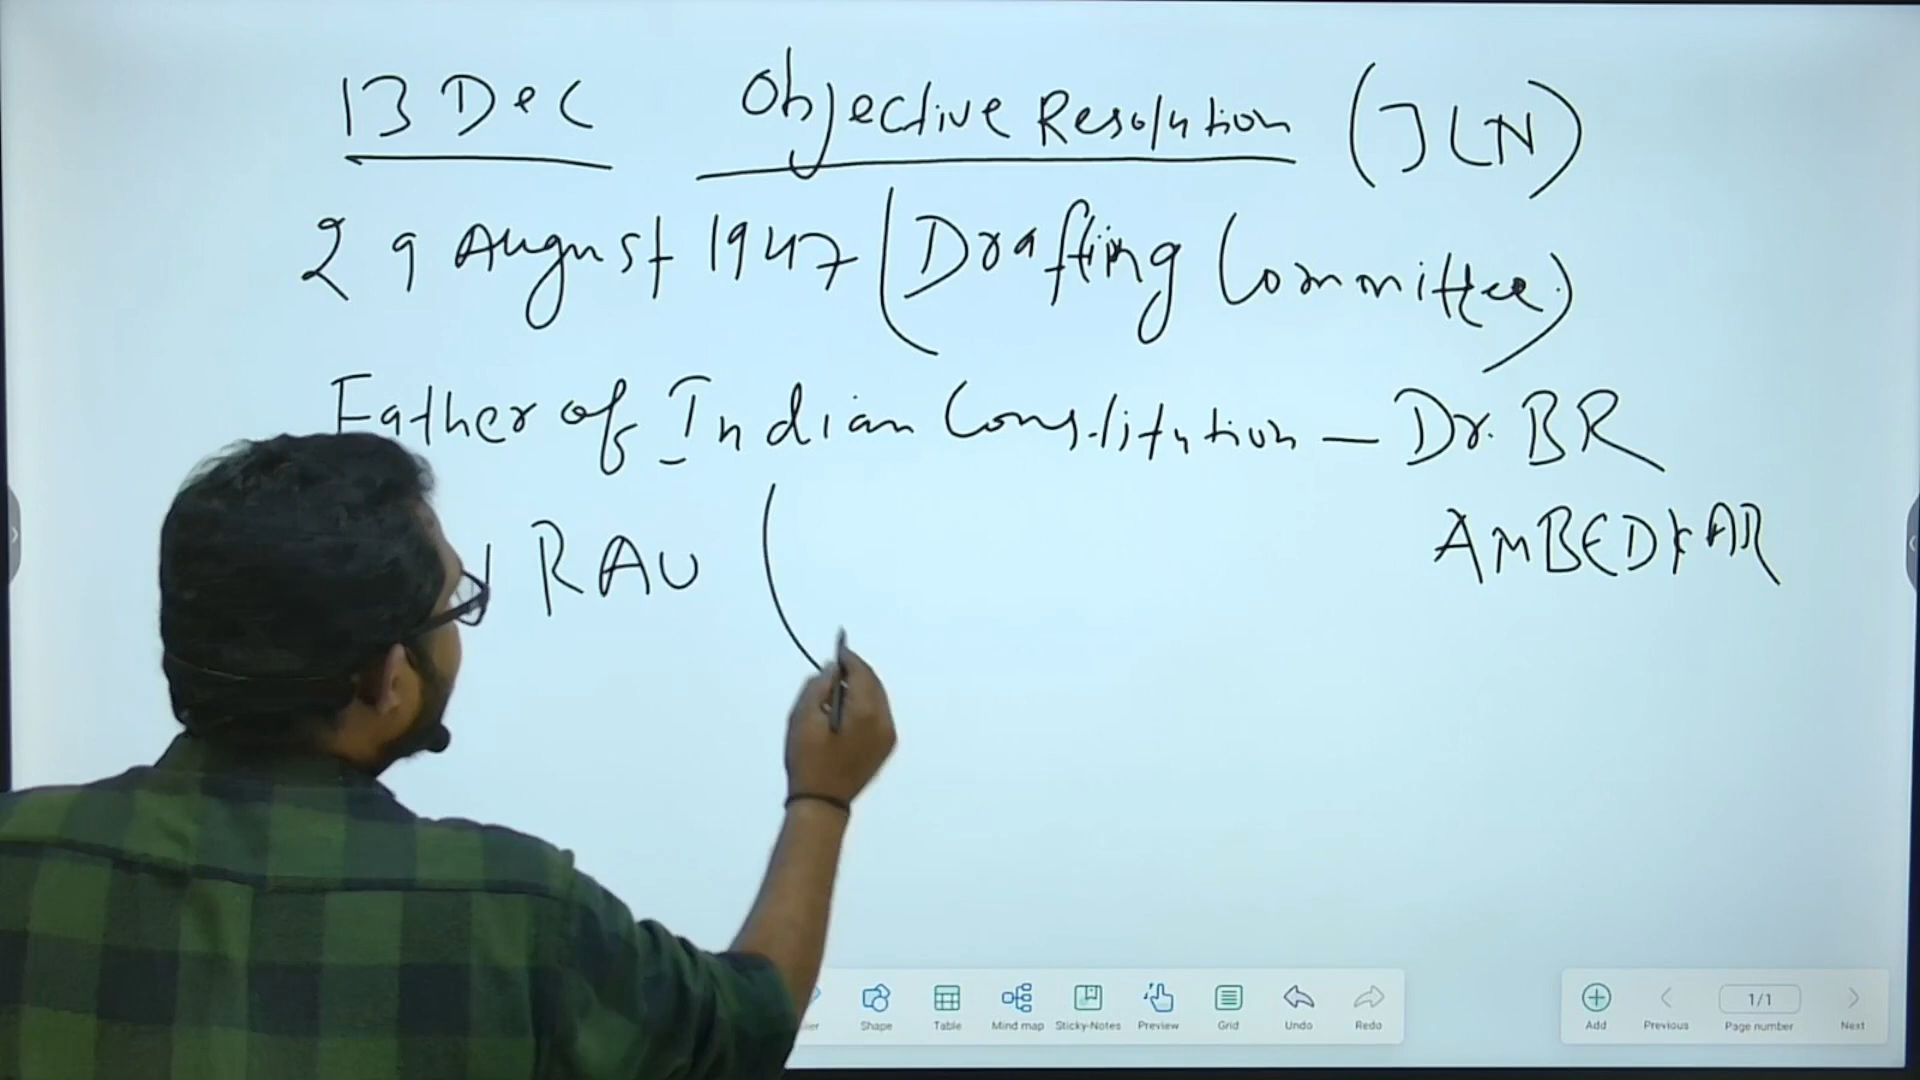 13 Dec Objective Resolution (JLN)
29 August 1947 (Drafting Committee)
Father of Indian Constitution - Dr. BR
AMBEDKAR
RAU (
Shape Table Mind map Sticky-Notes Preview Grid Undo Redo
Add Previous 1/1 Page number Next